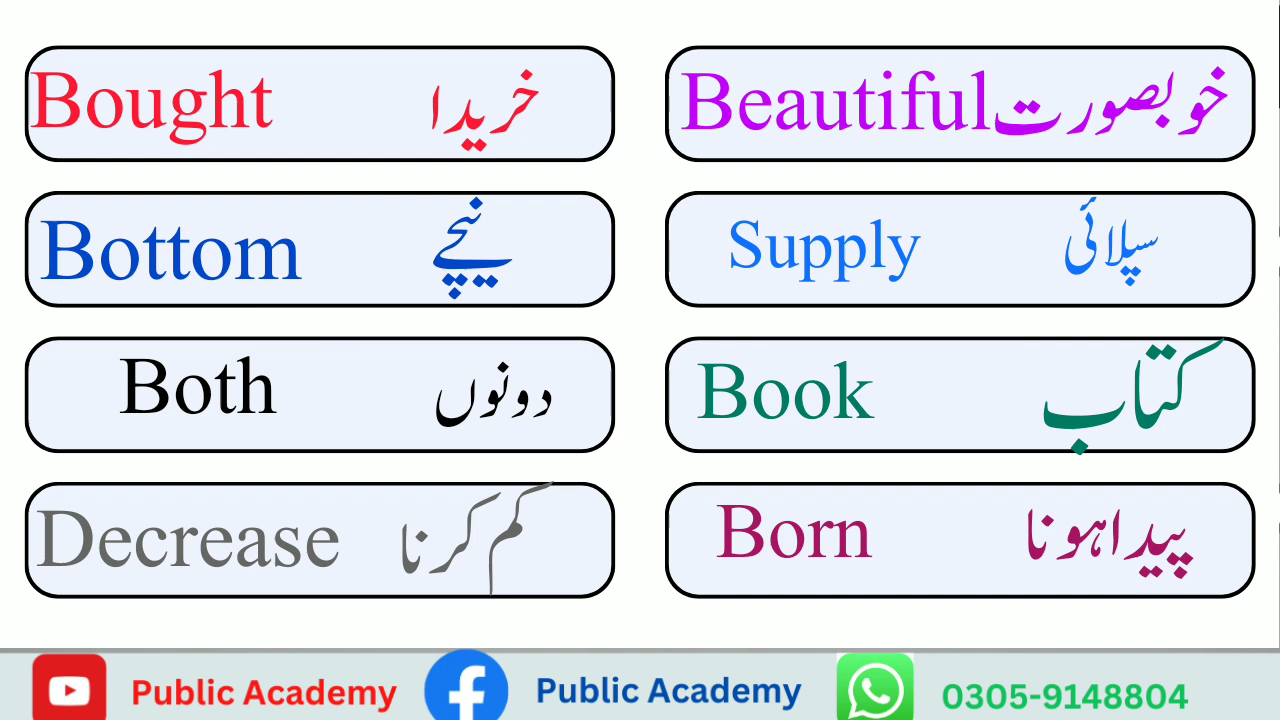 Bought خریدا
Beautiful خوبصورت
Bottom نیچے
Supply سپلائی
Both دونوں
Book کتاب
Decrease کم کرنا
Born پیدا ہونا
Public Academy Public Academy 0305-9148804